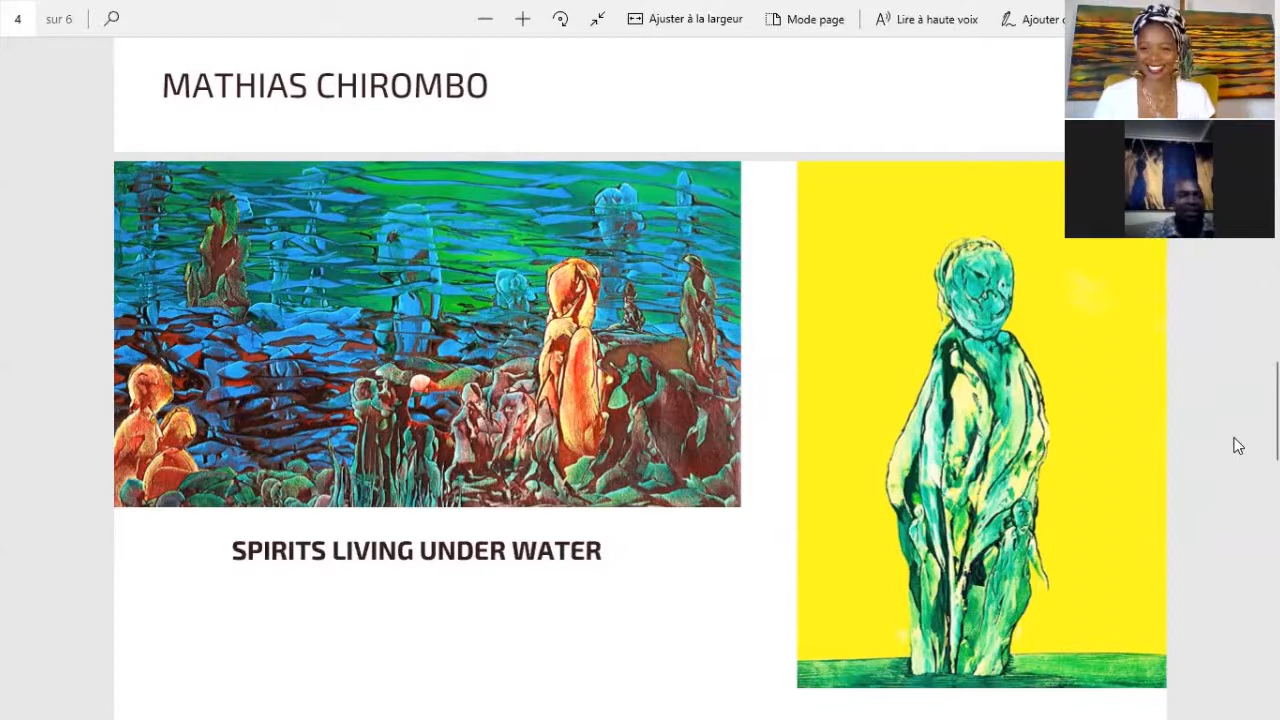 4 sur 6 Ajuster à la largeur Mode page Lire à haute voix Ajouter
MATHIAS CHIROMBO
SPIRITS LIVING UNDER WATER